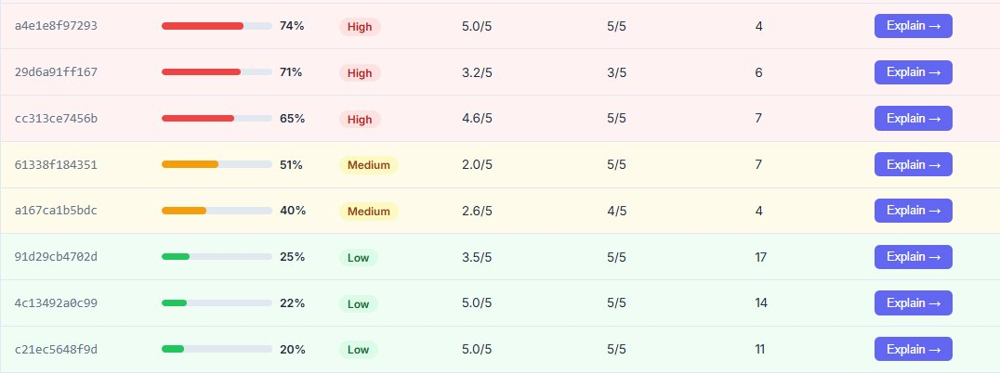 a4e1e8f97293 74% High 5.0/5 5/5 4 Explain →
29d6a91ff167 71% High 3.2/5 3/5 6 Explain →
cc313ce7456b 65% High 4.6/5 5/5 7 Explain →
61338f184351 51% Medium 2.0/5 5/5 7 Explain →
a167ca1b5bdc 40% Medium 2.6/5 4/5 4 Explain →
91d29cb4702d 25% Low 3.5/5 5/5 17 Explain →
4c13492a0c99 22% Low 5.0/5 5/5 14 Explain →
c21ec5648f9d 20% Low 5.0/5 5/5 11 Explain →